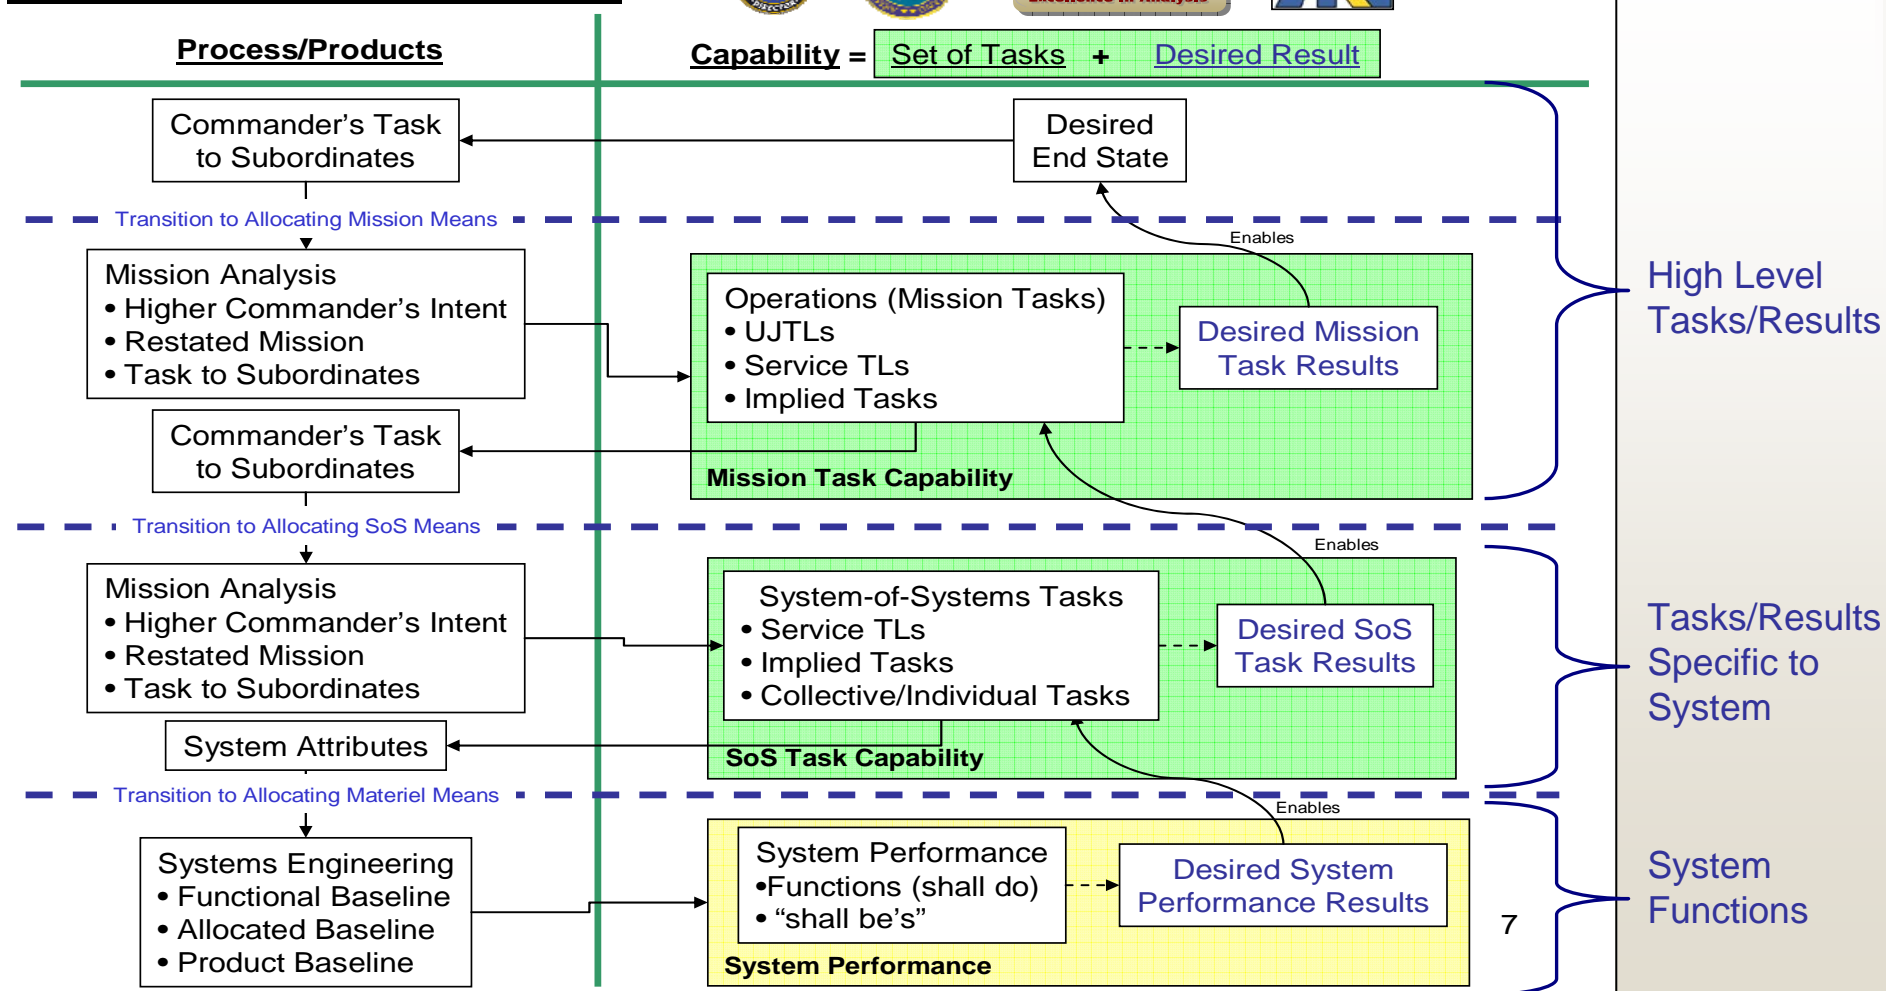 Excellence in Analysis
Process/Products
Capability = Set of Tasks + Desired Result
Commander's Task
to Subordinates
Desired
End State
Transition to Allocating Mission Means
Enables
Mission Analysis
• Higher Commander's Intent
• Restated Mission
• Task to Subordinates
Operations (Mission Tasks)
• UJTLs
• Service TLs
• Implied Tasks
Desired Mission
Task Results
High Level
Tasks/Results
Commander's Task
to Subordinates
Mission Task Capability
Transition to Allocating SoS Means
Enables
Mission Analysis
• Higher Commander's Intent
• Restated Mission
• Task to Subordinates
System-of-Systems Tasks
• Service TLs
• Implied Tasks
• Collective/Individual Tasks
Desired SoS
Task Results
Tasks/Results
Specific to
System
System Attributes
SoS Task Capability
Transition to Allocating Materiel Means
Enables
Systems Engineering
• Functional Baseline
• Allocated Baseline
• Product Baseline
System Performance
•Functions (shall do)
• "shall be's"
Desired System
Performance Results
System Performance
System
Functions
7